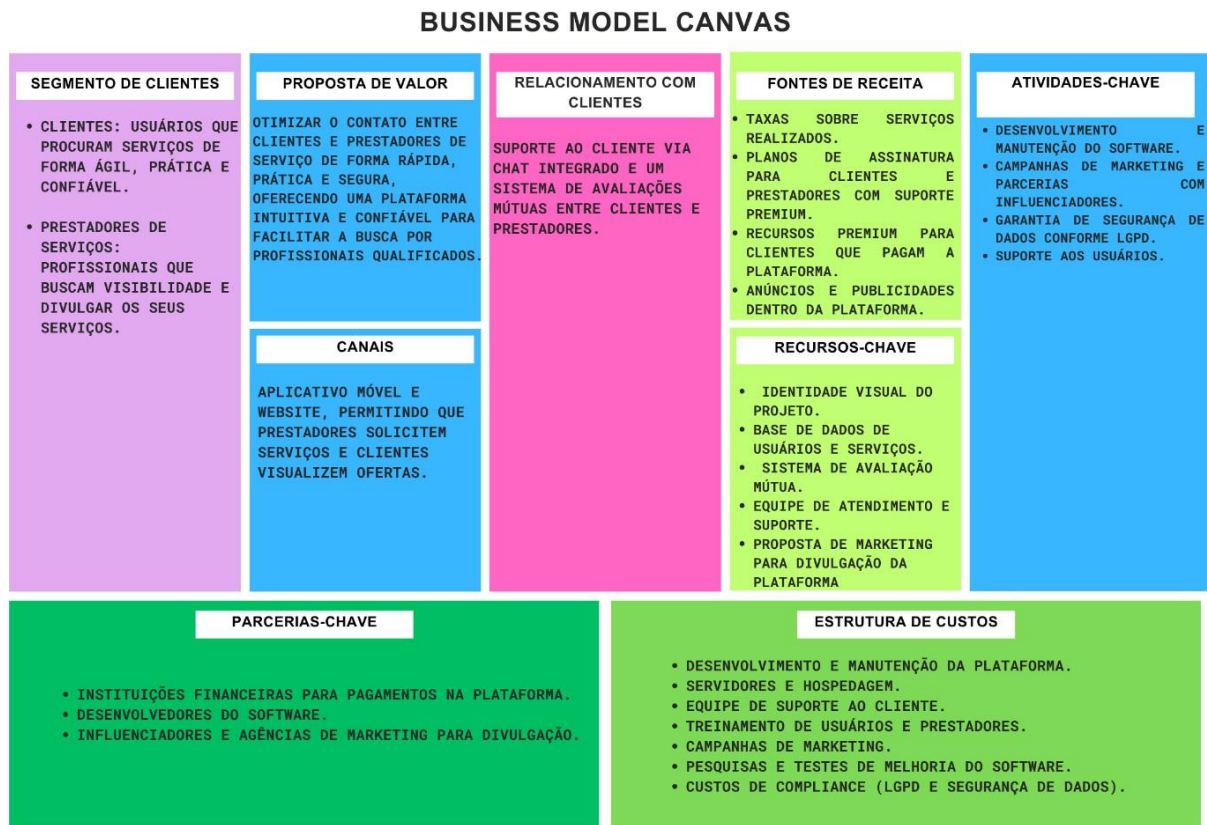 BUSINESS MODEL CANVAS
SEGMENTO DE CLIENTES
• CLIENTES: USUÁRIOS QUE
PROCURAM SERVIÇOS DE
FORMA ÁGIL, PRÁTICA E
CONFIÁVEL.
• PRESTADORES DE
SERVIÇOS:
PROFISSIONAIS QUE
BUSCAM VISIBILIDADE E
DIVULGAR OS SEUS
SERVIÇOS.
PROPOSTA DE VALOR
OTIMIZAR O CONTATO ENTRE
CLIENTES E PRESTADORES DE
SERVIÇO DE FORMA RÁPIDA,
PRÁTICA E SEGURA,
OFERECENDO UMA PLATAFORMA
INTUITIVA E CONFIÁVEL PARA
FACILITAR A BUSCA POR
PROFISSIONAIS QUALIFICADOS.
CANAIS
APLICATIVO MÓVEL E
WEBSITE, PERMITINDO QUE
PRESTADORES SOLICITEM
SERVIÇOS E CLIENTES
VISUALIZEM OFERTAS.
RELACIONAMENTO COM
CLIENTES
SUPORTE AO CLIENTE VIA
CHAT INTEGRADO E UM
SISTEMA DE AVALIAÇÕES
MÚTUAS ENTRE CLIENTES E
PRESTADORES.
FONTES DE RECEITA
• TAXAS SOBRE SERVIÇOS
REALIZADOS.
• PLANOS DE ASSINATURA
PARA CLIENTES E
PRESTADORES COM SUPORTE
PREMIUM.
• RECURSOS PREMIUM PARA
CLIENTES QUE PAGAM A
PLATAFORMA.
• ANÚNCIOS E PUBLICIDADES
DENTRO DA PLATAFORMA.
RECURSOS-CHAVE
• IDENTIDADE VISUAL DO
PROJETO.
• BASE DE DADOS DE
USUÁRIOS E SERVIÇOS.
• SISTEMA DE AVALIAÇÃO
MÚTUA.
• EQUIPE DE ATENDIMENTO E
SUPORTE.
• PROPOSTA DE MARKETING
PARA DIVULGAÇÃO DA
PLATAFORMA
ATIVIDADES-CHAVE
• DESENVOLVIMENTO E
MANUTENÇÃO DO SOFTWARE.
• CAMPANHAS DE MARKETING E
PARCERIAS COM
INFLUENCIADORES.
• GARANTIA DE SEGURANÇA DE
DADOS CONFORME LGPD.
• SUPORTE AOS USUÁRIOS.
PARCERIAS-CHAVE
• INSTITUIÇÕES FINANCEIRAS PARA PAGAMENTOS NA PLATAFORMA.
• DESENVOLVEDORES DO SOFTWARE.
• INFLUENCIADORES E AGÊNCIAS DE MARKETING PARA DIVULGAÇÃO.
ESTRUTURA DE CUSTOS
• DESENVOLVIMENTO E MANUTENÇÃO DA PLATAFORMA.
• SERVIDORES E HOSPEDAGEM.
• EQUIPE DE SUPORTE AO CLIENTE.
• TREINAMENTO DE USUÁRIOS E PRESTADORES.
• CAMPANHAS DE MARKETING.
• PESQUISAS E TESTES DE MELHORIA DO SOFTWARE.
• CUSTOS DE COMPLIANCE (LGPD E SEGURANÇA DE DADOS).